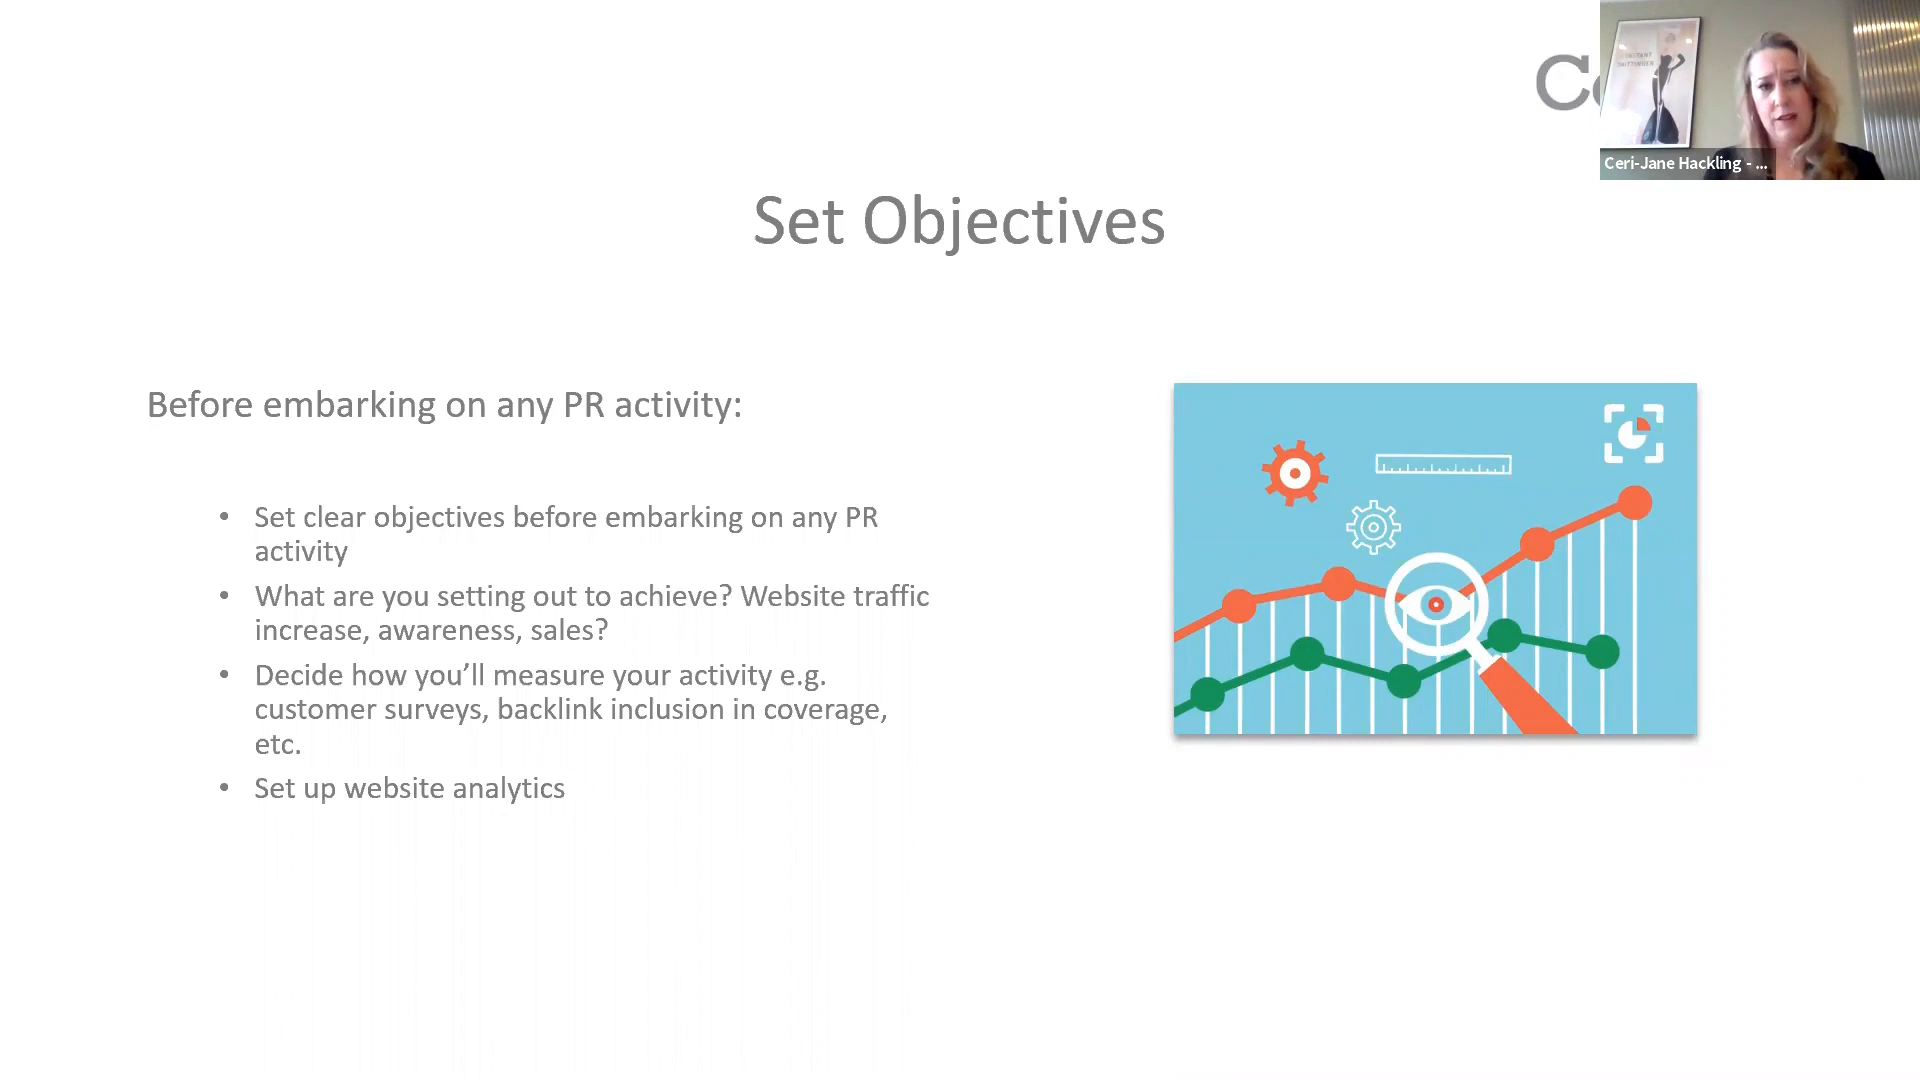 Set Objectives
Before embarking on any PR activity:
• Set clear objectives before embarking on any PR
activity
• What are you setting out to achieve? Website traffic
increase, awareness, sales?
• Decide how you’ll measure your activity e.g.
customer surveys, backlink inclusion in coverage,
etc.
• Set up website analytics
Ceri-Jane Hackling - ...